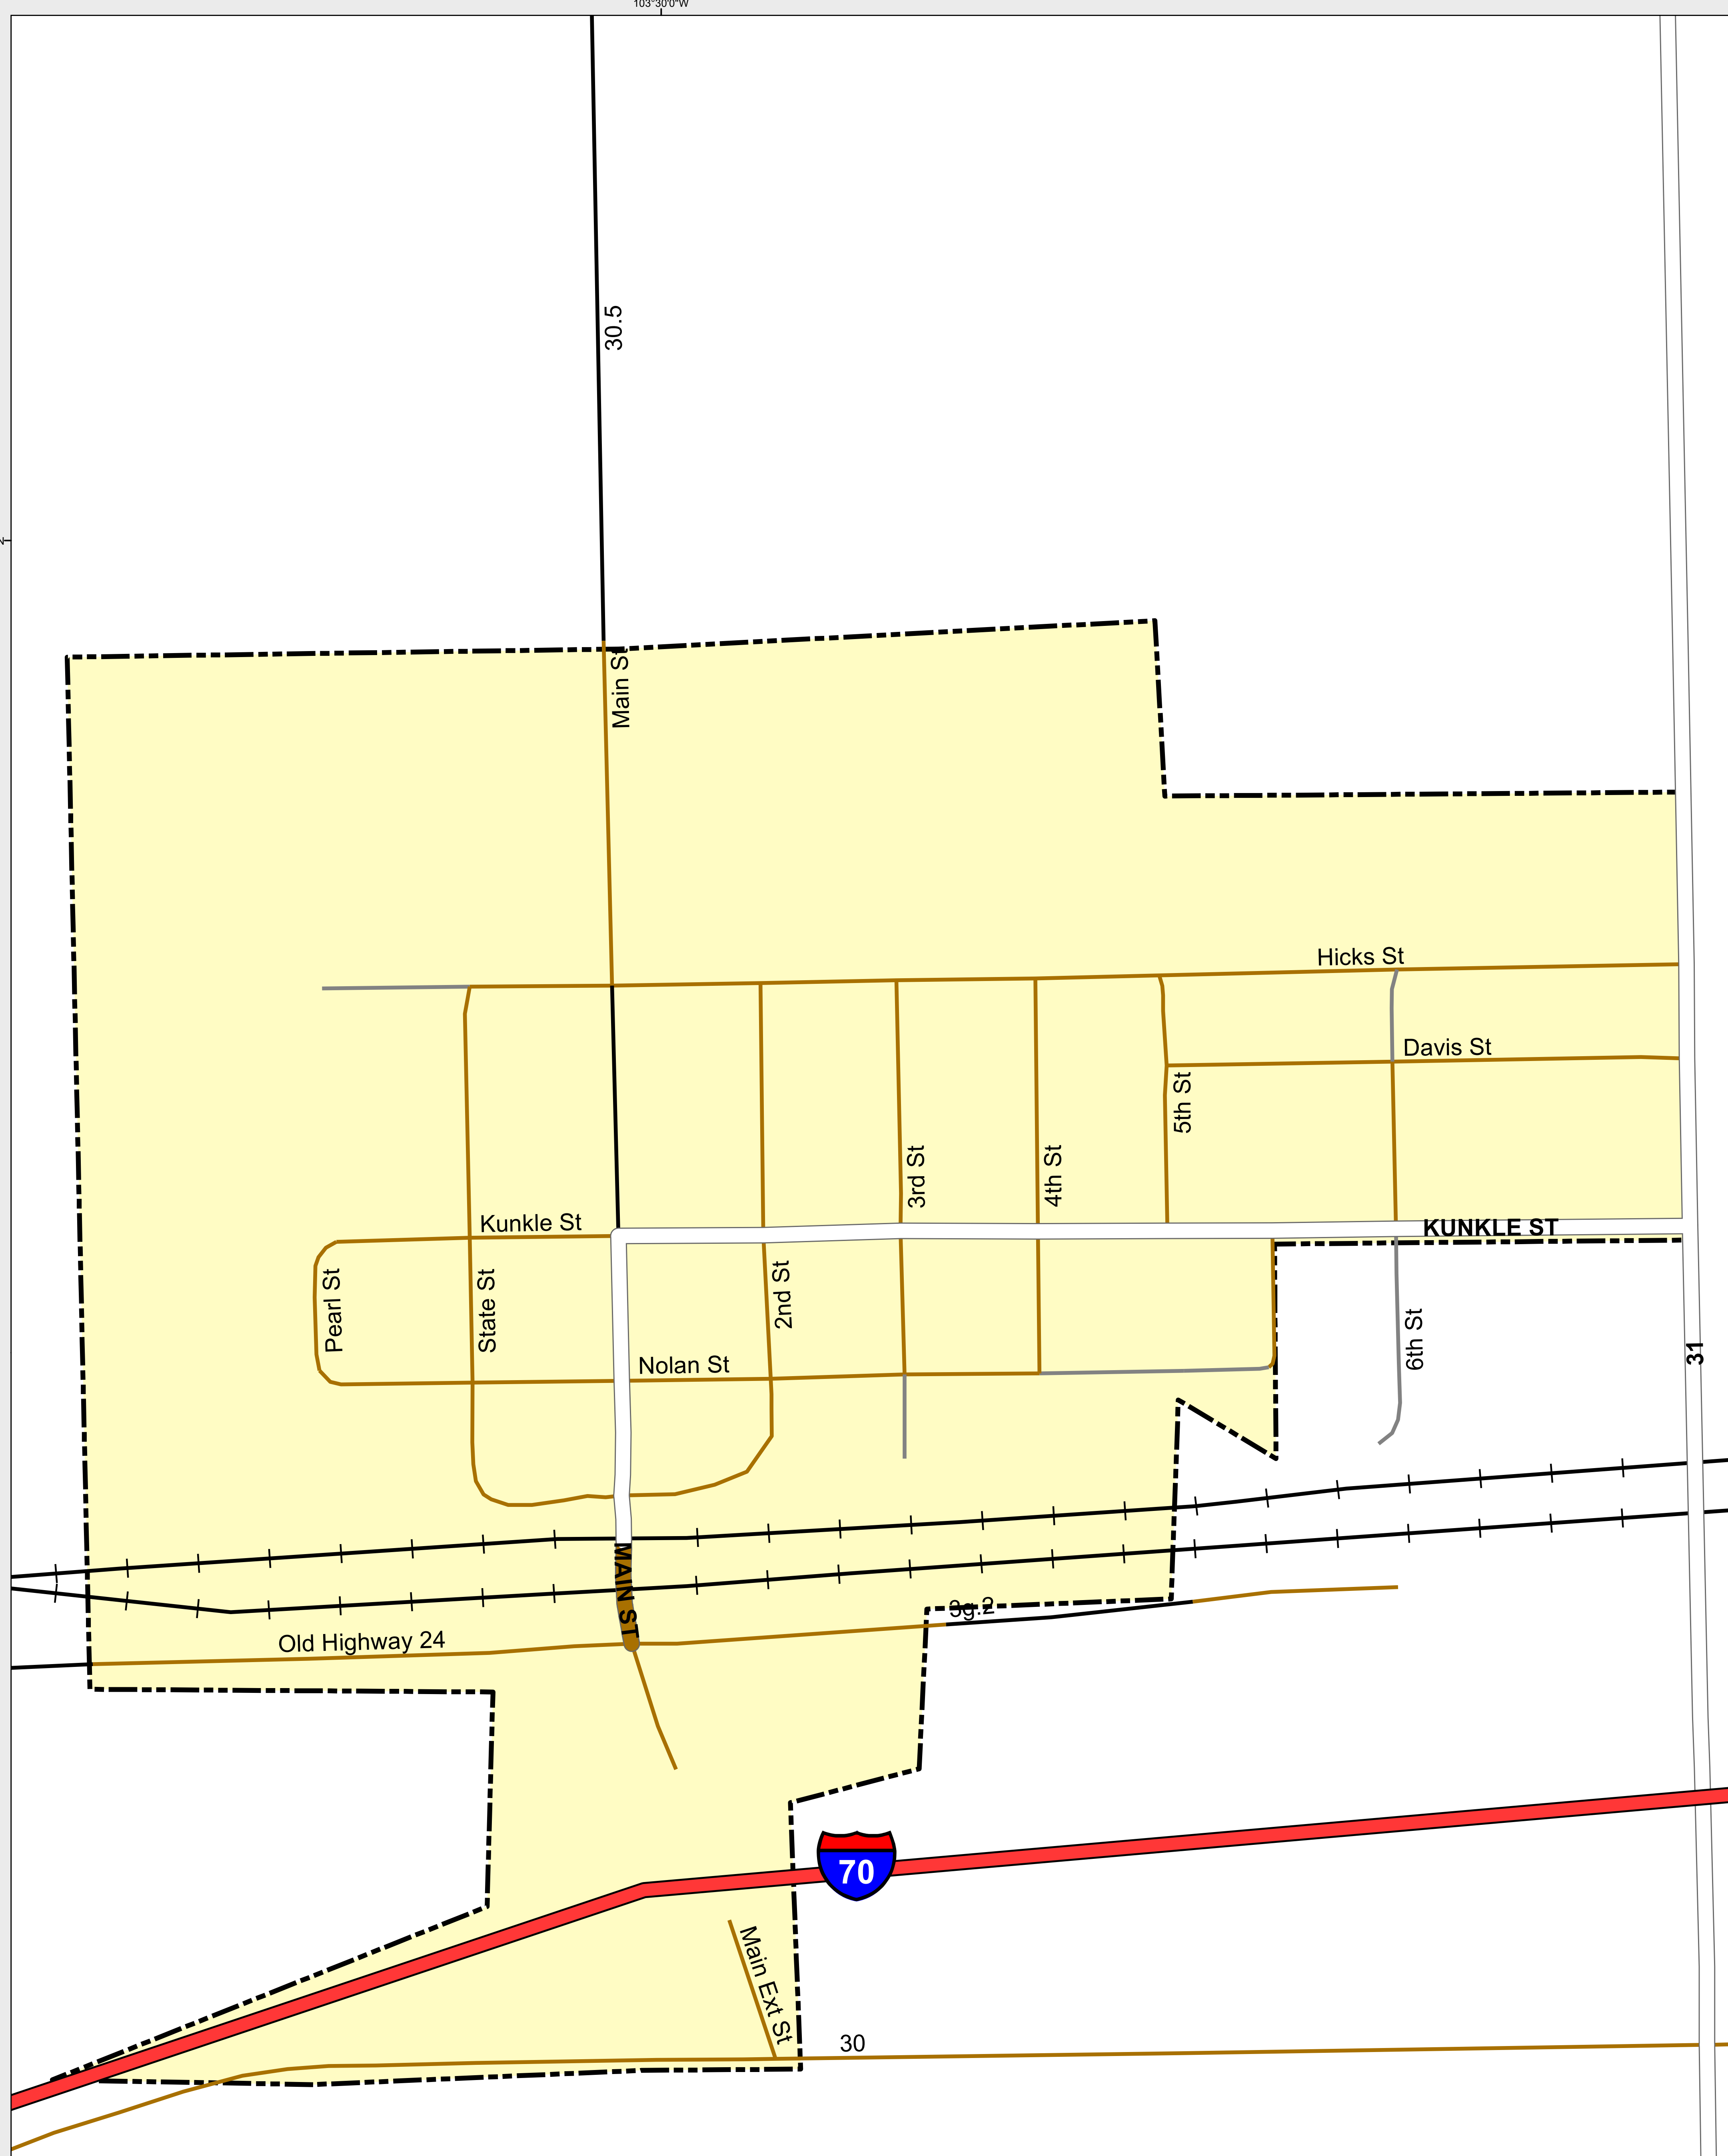 103°30'0"W
30.5
Main St
Hicks St
Davis St
5th St
3rd St
4th St
Kunkle St
KUNKLE ST
Pearl St
State St
2nd St
6th St
31
Nolan St
MAIN ST
3g.2
Old Highway 24
70
Main Ext St
30